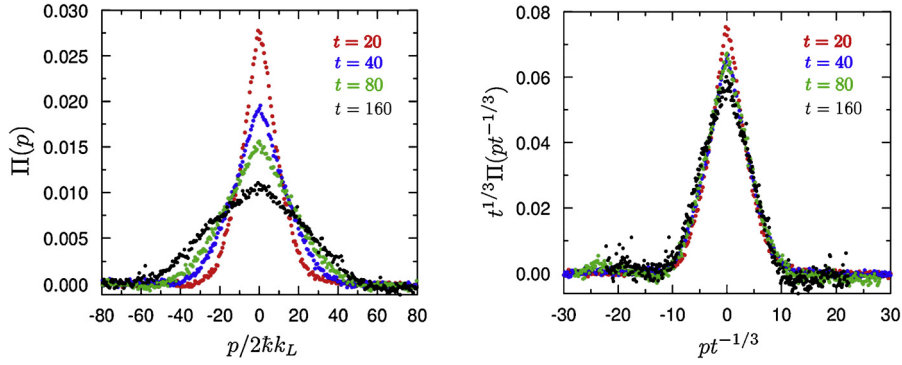 0.030
0.025
0.020
0.015
0.010
0.005
0.000
Π(p)
t = 20
t = 40
t = 80
t = 160
-80 -60 -40 -20 0 20 40 60 80
p/2ħk_L
0.08
0.06
0.04
0.02
0.00
t^{1/3}Π(pt^{-1/3})
t = 20
t = 40
t = 80
t = 160
-30 -20 -10 0 10 20 30
pt^{-1/3}